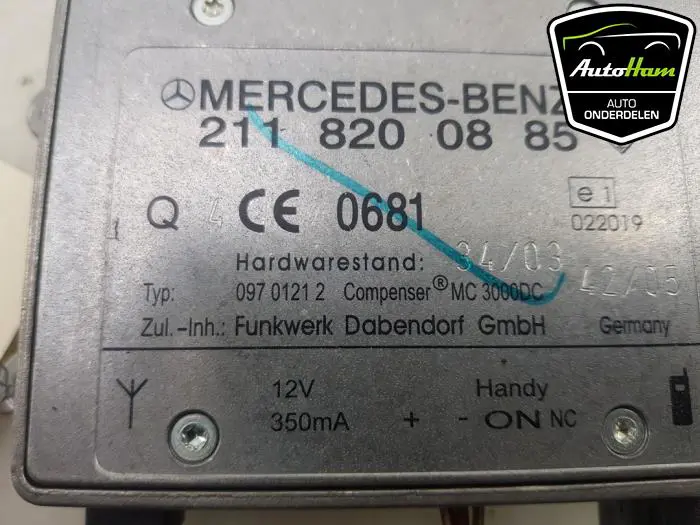 AutoHam
AUTO
ONDERDELEN
MERCEDES-BENZ
211 820 08 85
Q 4 CE 0681
e1
022019
Hardwarestand: 34/03
42/05
Typ: 097 0121 2 Compenser® MC 3000DC
Zul.-Inh.: Funkwerk Dabendorf GmbH Germany
12V Handy
350mA + - ON NC